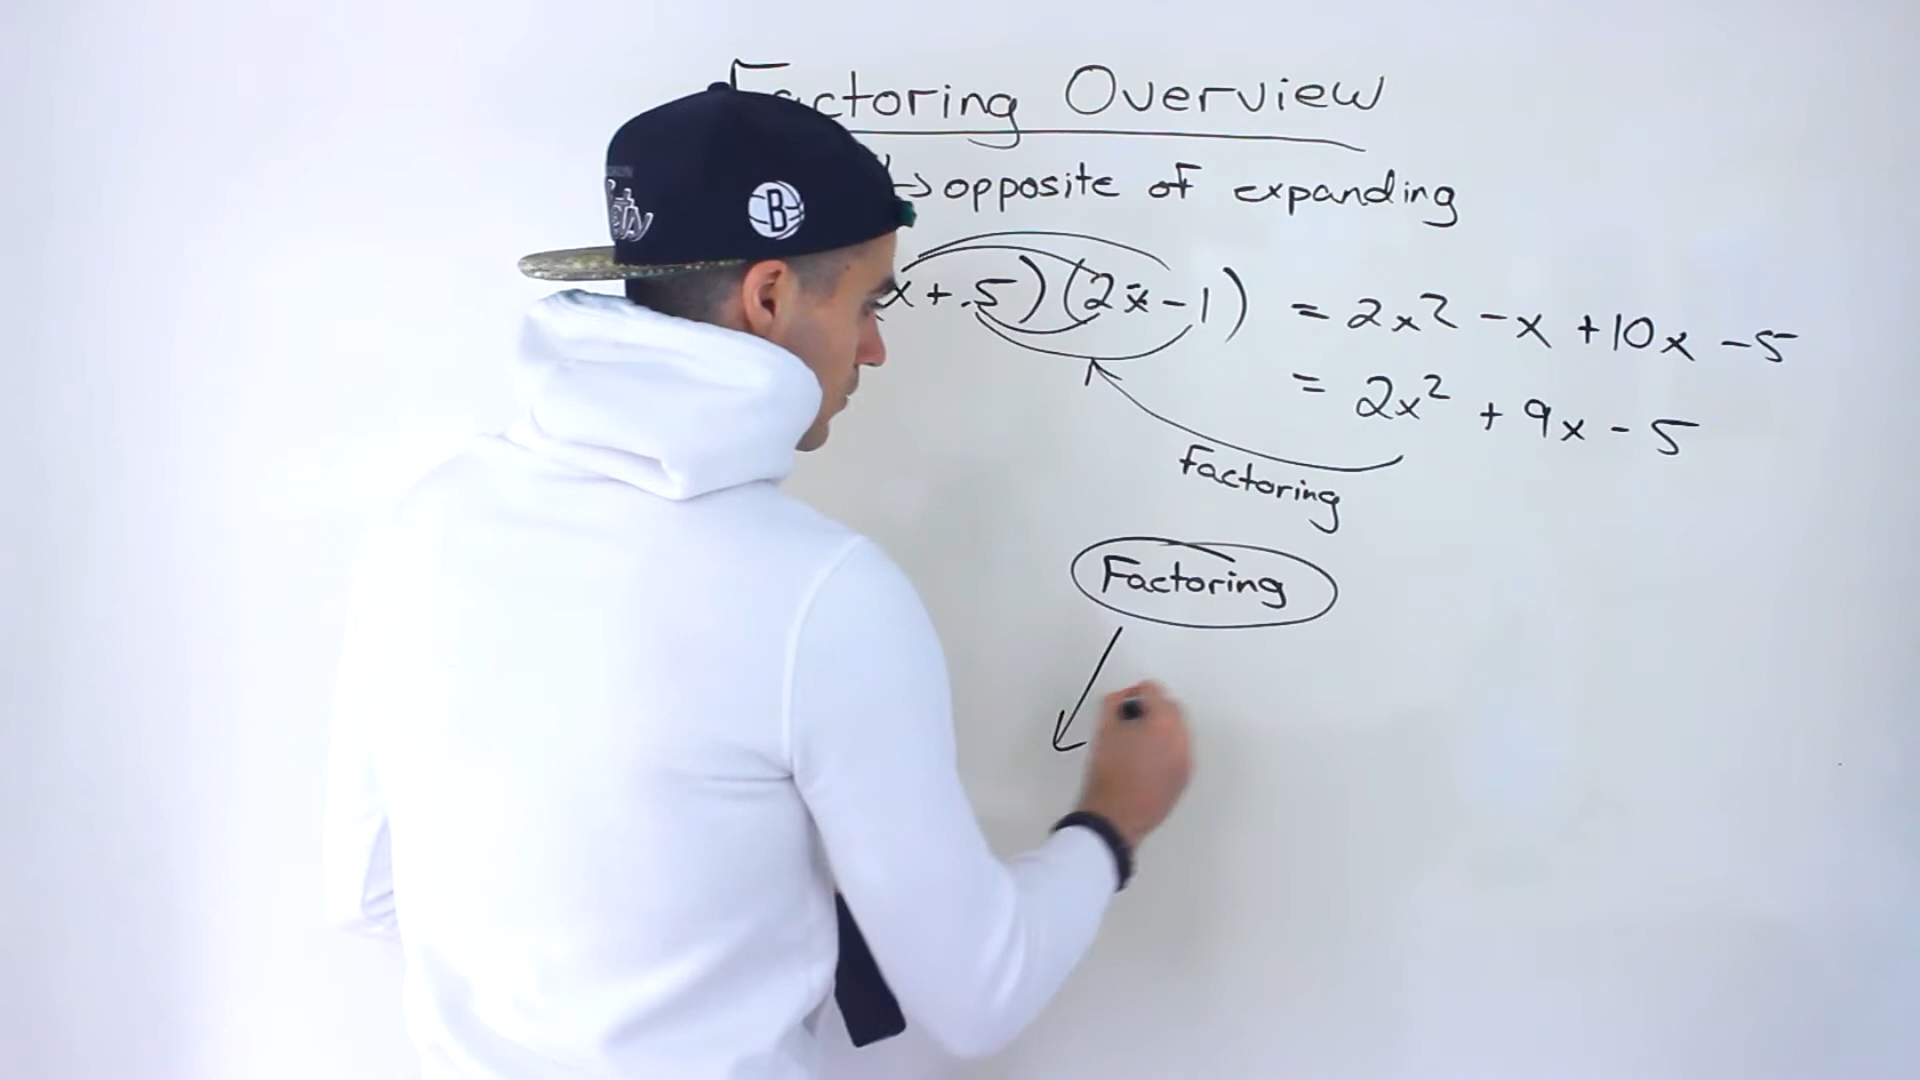 Factoring Overview
→ opposite of expanding
x + 5)(2x - 1) = 2x² - x + 10x - 5
= 2x² + 9x - 5
Factoring
Factoring
B